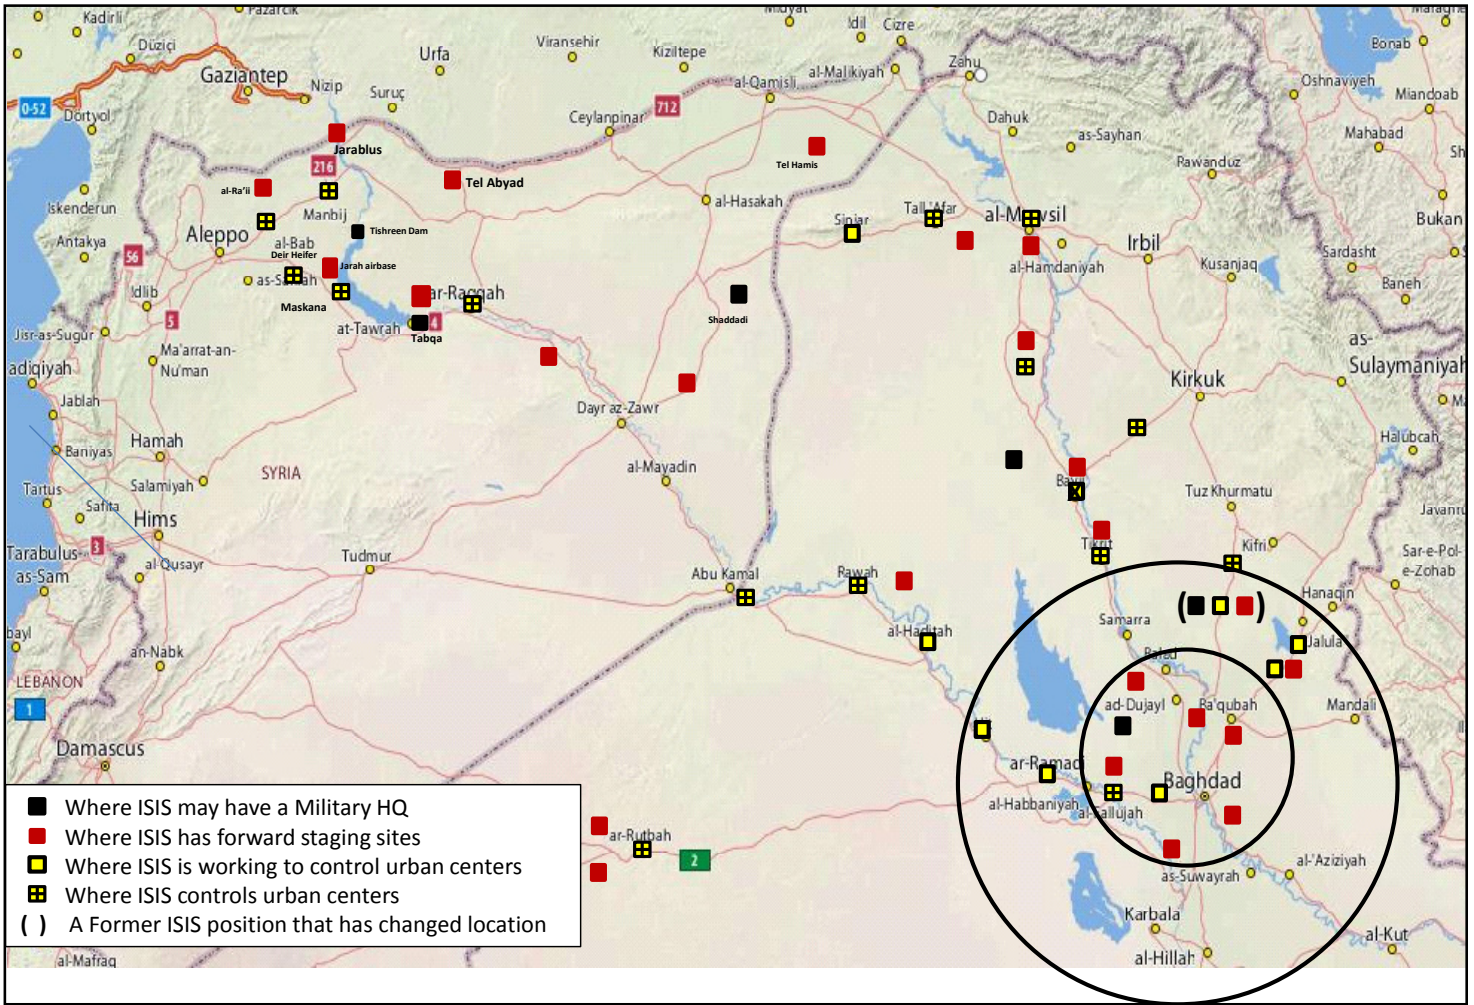 Kadirli
Pazarcik
Midyat
Idil
Cizre
Düziçi
Urfa
Viransehir
Kiziltepe
Zahu
Bonab
Gaziantep
Nizip
Suruç
al-Qamisli
al-Malikiyah
Oshnaviyeh
Miandoab
0-52
Dörtyol
Ceylanpinar
712
Dahuk
as-Sayhan
Mahabad
Jarablus
216
Tel Hamis
Rawanduz
Sh
al-Ra'ii
Tel Abyad
Iskenderun
Manbij
al-Hasakah
Sinjar
Tall 'Afar
al-Mawsil
Bukan
Antakya
Aleppo
Tishreen Dam
Irbil
Sardasht
56
al-Bab
Deir Heifer
Jarah airbase
al-Hamdaniyah
Kusanjaq
Baneh
Idlib
as-Safirah
Maskana
ar-Raqqah
Shaddadi
5
at-Tawrah
4
Tabqa
Jisr-as-Sugur
Ma'arrat-an-
Nu'man
as-
Sulaymaniyah
adiqiyah
Kirkuk
Jablah
Dayr az-Zawr
Baniyas
Hamah
Halubcah
SYRIA
al-Mayadin
Tartus
Salamiyah
Bayji
Tuz Khurmatu
Safita
Hims
Javanru
3
Tarabulus-
as-Sam
al-Qusayr
Tudmur
Tikrit
Kifri
Sar-e-Pol-
e-Zohab
Abu Kamal
Rawah
( )
Hanaqin
bayl
an-Nabk
al-Haditah
Samarra
Jalula
LEBANON
Balad
1
ad-Dujayl
Ba'qubah
Mandali
Damascus
Hit
ar-Ramadi
Baghdad
al-Habbaniyah
al-Fallujah
Where ISIS may have a Military HQ
Where ISIS has forward staging sites
Where ISIS is working to control urban centers
Where ISIS controls urban centers
( ) A Former ISIS position that has changed location
ar-Rutbah
2
as-Suwayrah
al-'Aziziyah
Karbala
al-Hillah
al-Kut
al-Mafraq